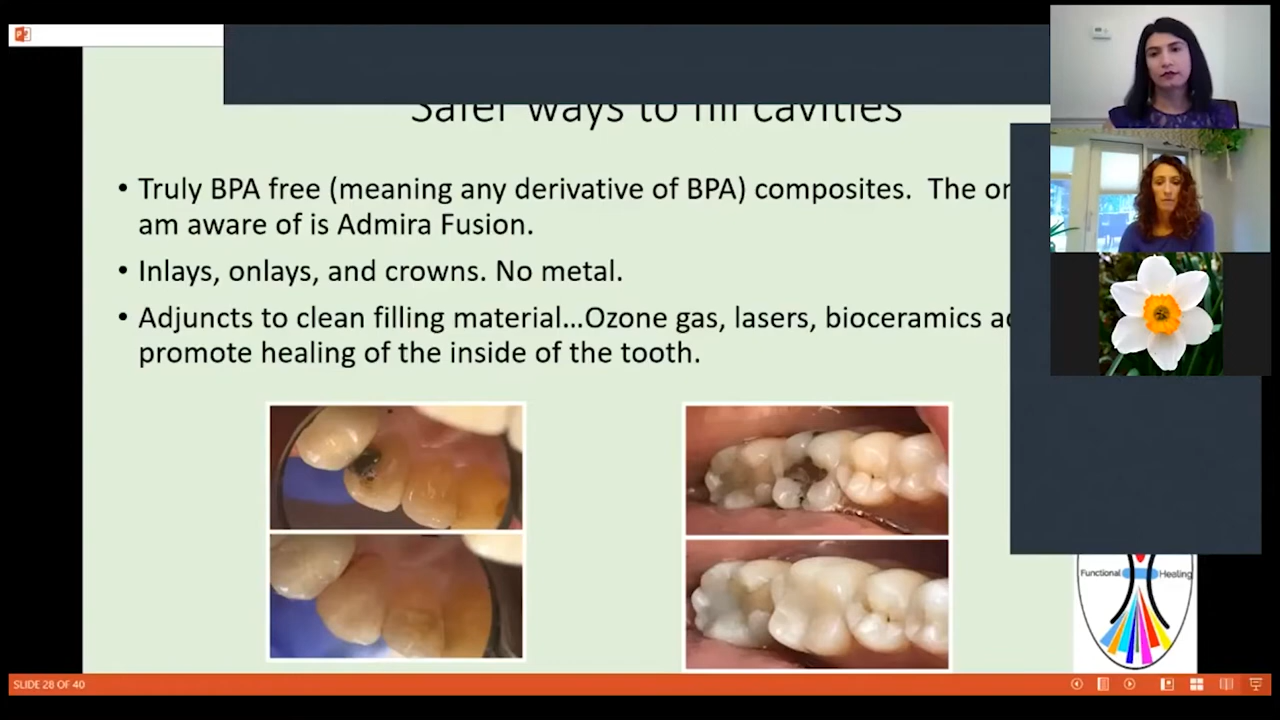 Safer ways to fill cavities
• Truly BPA free (meaning any derivative of BPA) composites. The
am aware of is Admira Fusion.
• Inlays, onlays, and crowns. No metal.
• Adjuncts to clean filling material…Ozone gas, lasers, bioceramics
promote healing of the inside of the tooth.
Functional Healing
SLIDE 28 OF 40